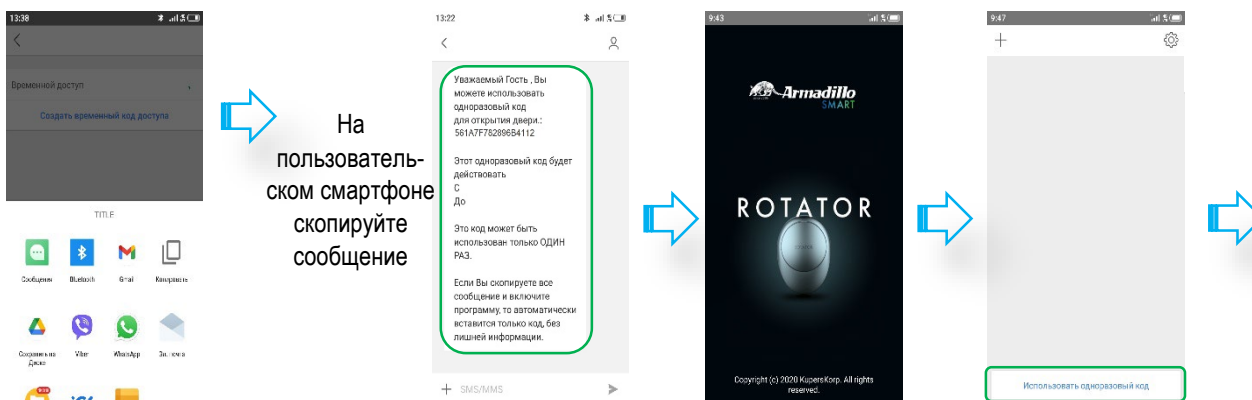 13:38
Временной доступ
Создать временный код доступа
TITLE
Сообщения
Bluetooth
Gmail
Копировать
Сохранить на
Диске
Viber
WhatsApp
Эл. почта
На
пользователь-
ском смартфоне
скопируйте
сообщение
13:22
Уважаемый Гость , Вы
можете использовать
одноразовый код
для открытия двери.:
561A7F782896B4112
Этот одноразовый код будет
действовать
С
До
Это код может быть
использован только ОДИН
РАЗ.
Если Вы скопируете все
сообщение и включите
программу, то автоматически
вставится только код, без
лишней информации.
SMS/MMS
9:43
Armadillo
SMART
ROTATOR
Copyright (c) 2020 KupersKorp. All rights
reserved.
9:47
Использовать одноразовый код